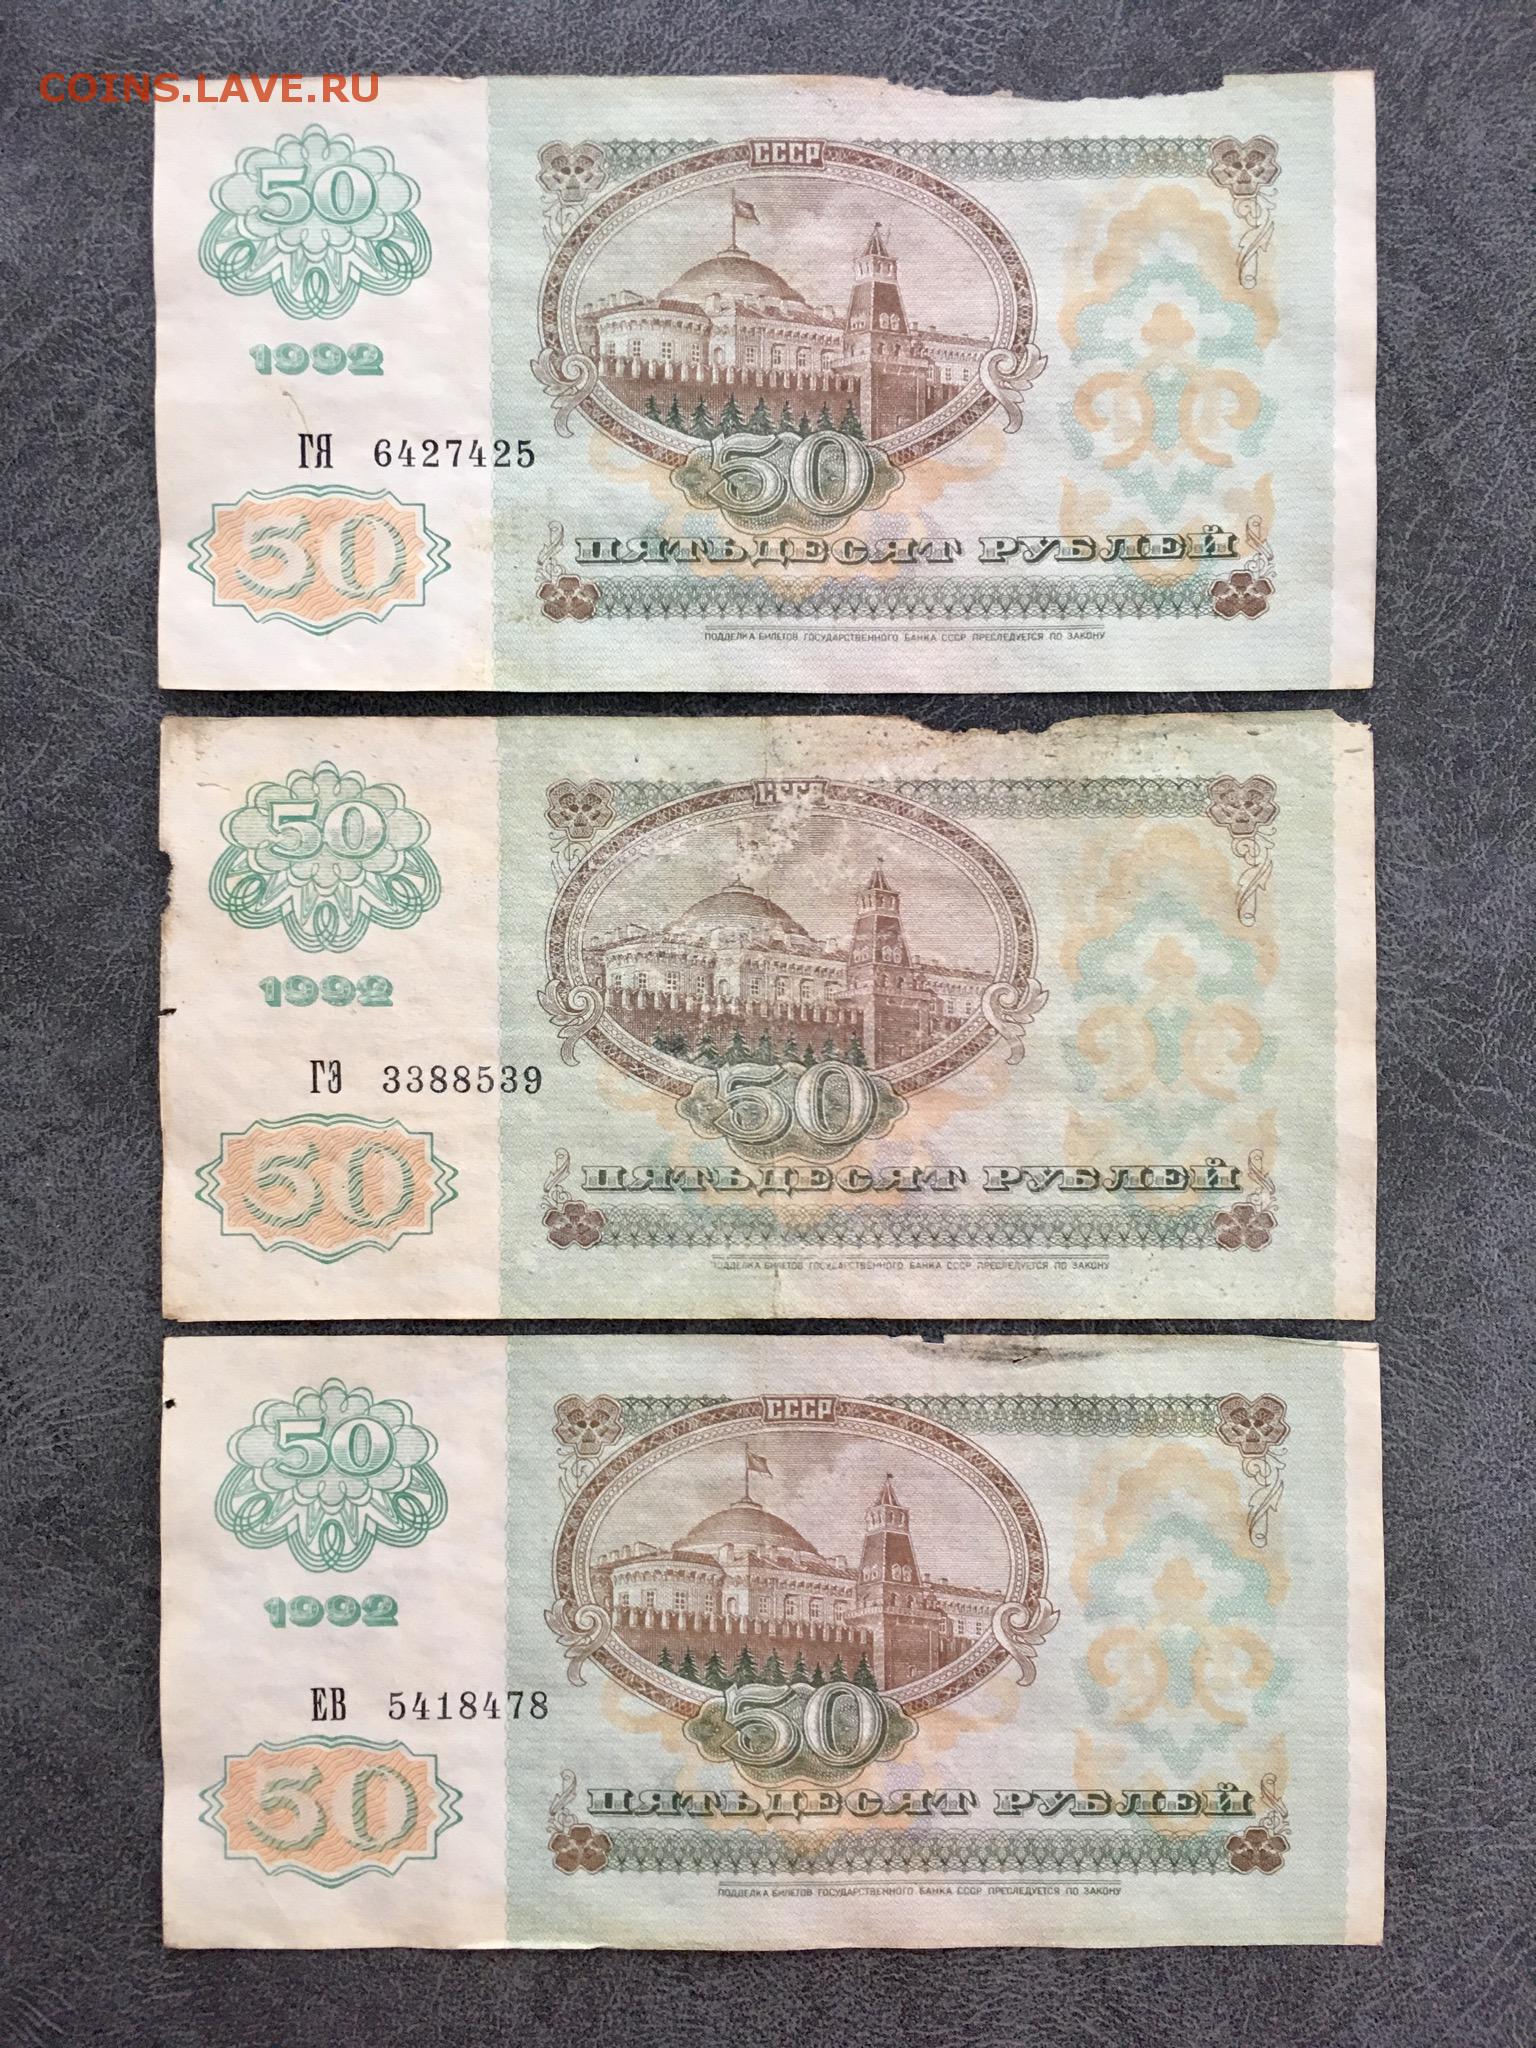 COINS.LAVE.RU
СССР
50
1992
ГЯ 6427425
50
50
ПЯТЬДЕСЯТ РУБЛЕЙ
ПОДДЕЛКА БИЛЕТОВ ГОСУДАРСТВЕННОГО БАНКА СССР ПРЕСЛЕДУЕТСЯ ПО ЗАКОНУ
СССР
50
1992
ГЭ 3388539
50
50
ПЯТЬДЕСЯТ РУБЛЕЙ
ПОДДЕЛКА БИЛЕТОВ ГОСУДАРСТВЕННОГО БАНКА СССР ПРЕСЛЕДУЕТСЯ ПО ЗАКОНУ
СССР
50
1992
ЕВ 5418478
50
50
ПЯТЬДЕСЯТ РУБЛЕЙ
ПОДДЕЛКА БИЛЕТОВ ГОСУДАРСТВЕННОГО БАНКА СССР ПРЕСЛЕДУЕТСЯ ПО ЗАКОНУ